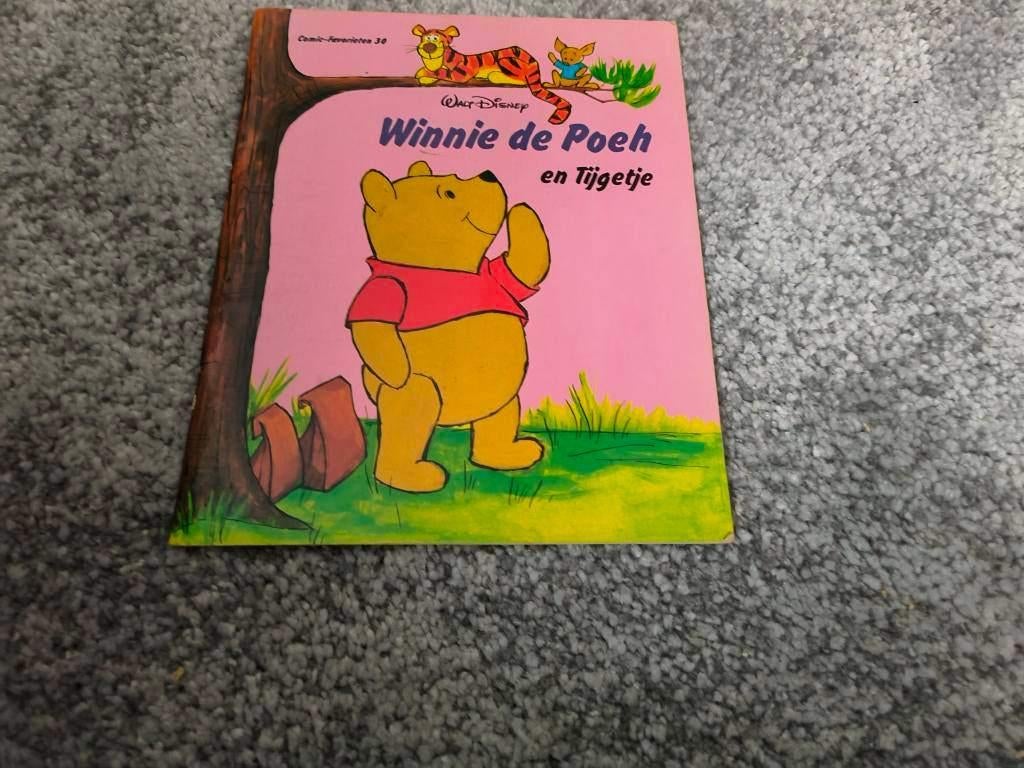 Comic-Favorieten 30
Walt Disney
Winnie de Poeh
en Tijgetje